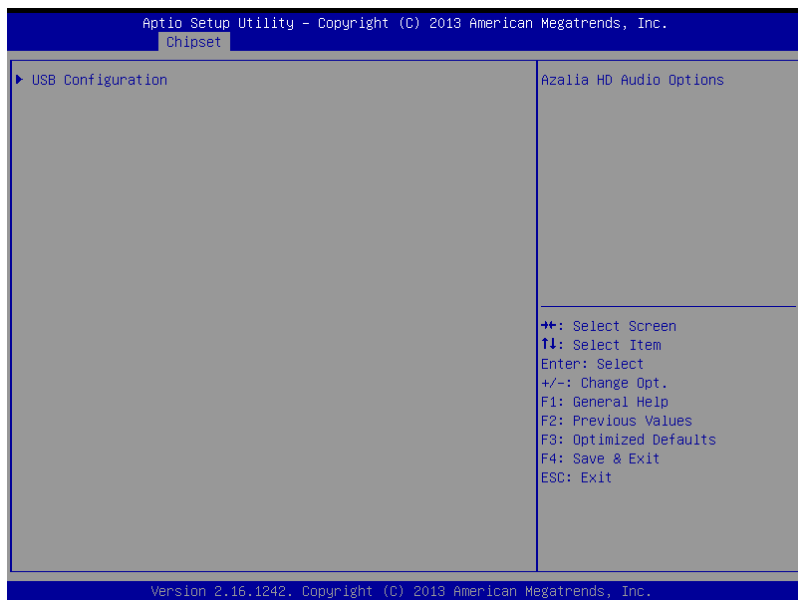 Aptio Setup Utility – Copyright (C) 2013 American Megatrends, Inc.
Chipset
▶ USB Configuration
Azalia HD Audio Options
→←: Select Screen
↑↓: Select Item
Enter: Select
+/-: Change Opt.
F1: General Help
F2: Previous Values
F3: Optimized Defaults
F4: Save & Exit
ESC: Exit
Version 2.16.1242. Copyright (C) 2013 American Megatrends, Inc.